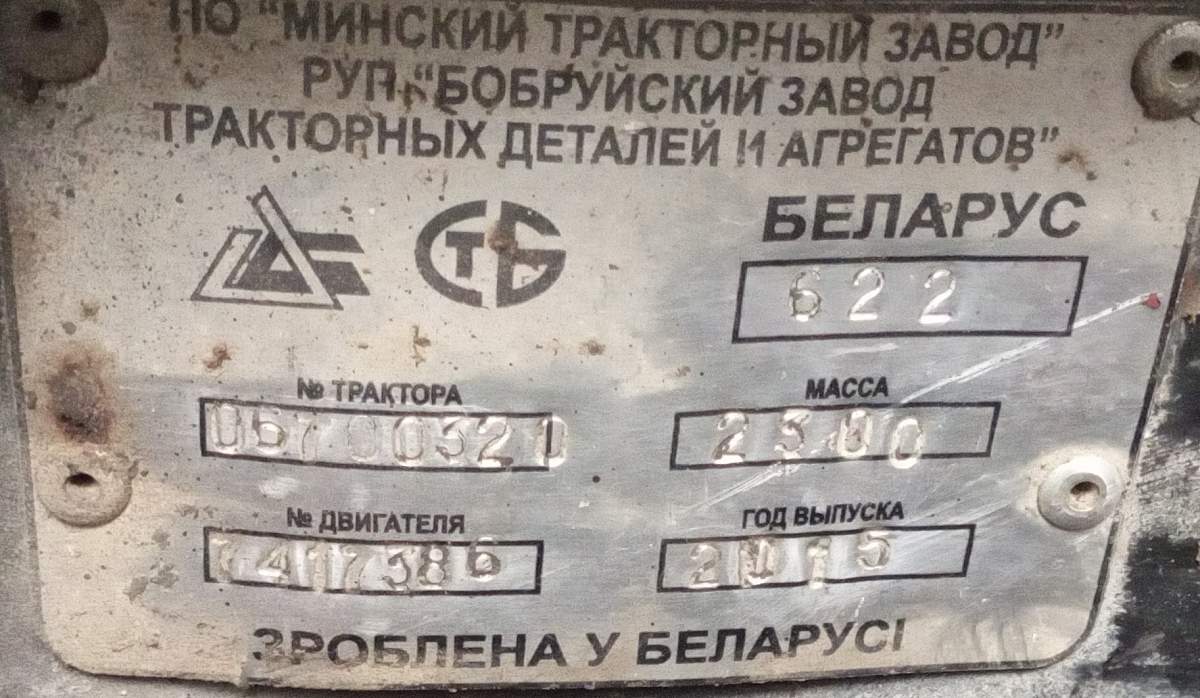 ПО “МИНСКИЙ ТРАКТОРНЫЙ ЗАВОД”
РУП “БОБРУЙСКИЙ ЗАВОД
ТРАКТОРНЫХ ДЕТАЛЕЙ И АГРЕГАТОВ”
СТБ
БЕЛАРУС
622
№ ТРАКТОРА
МАССА
№ ДВИГАТЕЛЯ
ГОД ВЫПУСКА
2015
ЗРОБЛЕНА У БЕЛАРУСІ